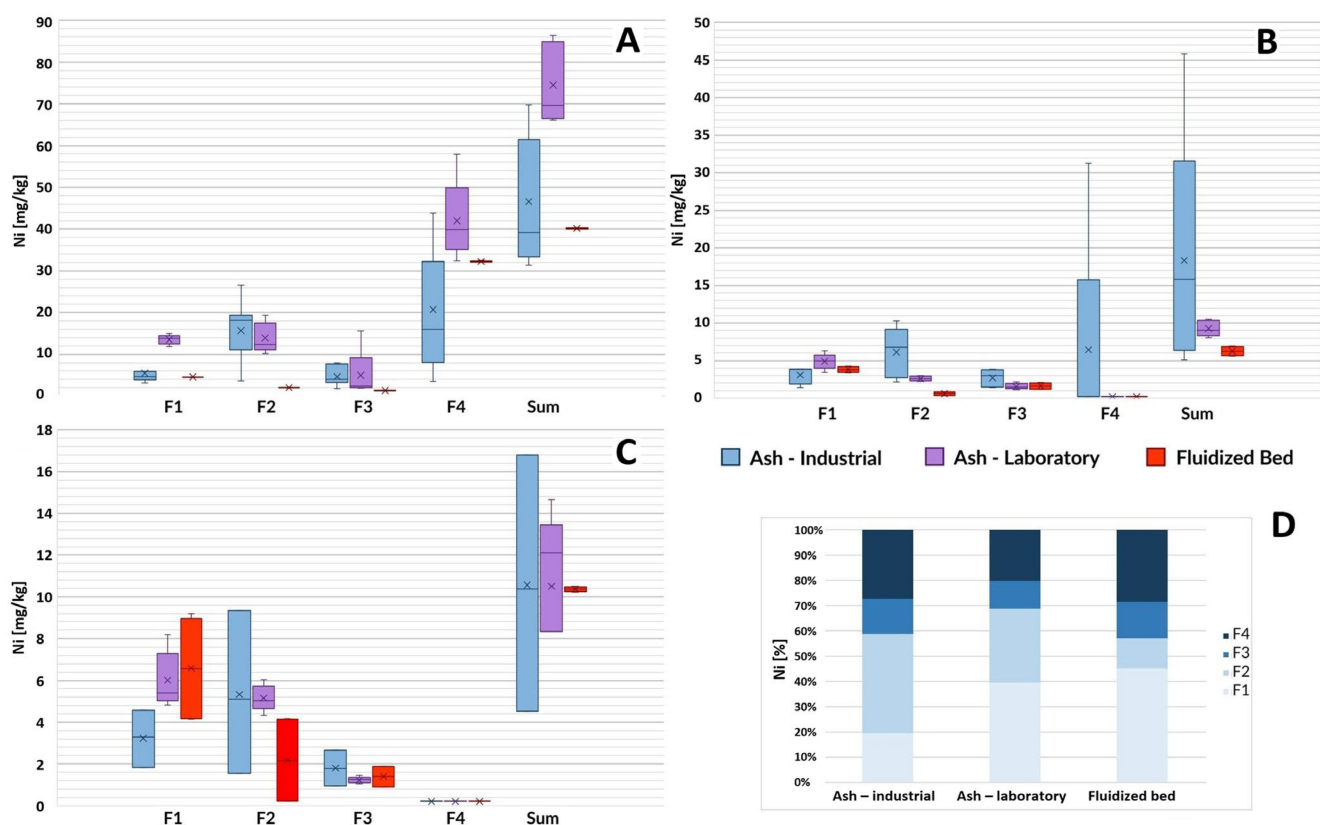 A
Ni [mg/kg]
90
80
70
60
50
40
30
20
10
0
F1 F2 F3 F4 Sum
B
Ni [mg/kg]
50
45
40
35
30
25
20
15
10
5
0
F1 F2 F3 F4 Sum
Ash - Industrial Ash - Laboratory Fluidized Bed
C
Ni [mg/kg]
18
16
14
12
10
8
6
4
2
0
F1 F2 F3 F4 Sum
D
Ni [%]
100%
90%
80%
70%
60%
50%
40%
30%
20%
10%
0%
F4
F3
F2
F1
Ash – industrial Ash – laboratory Fluidized bed